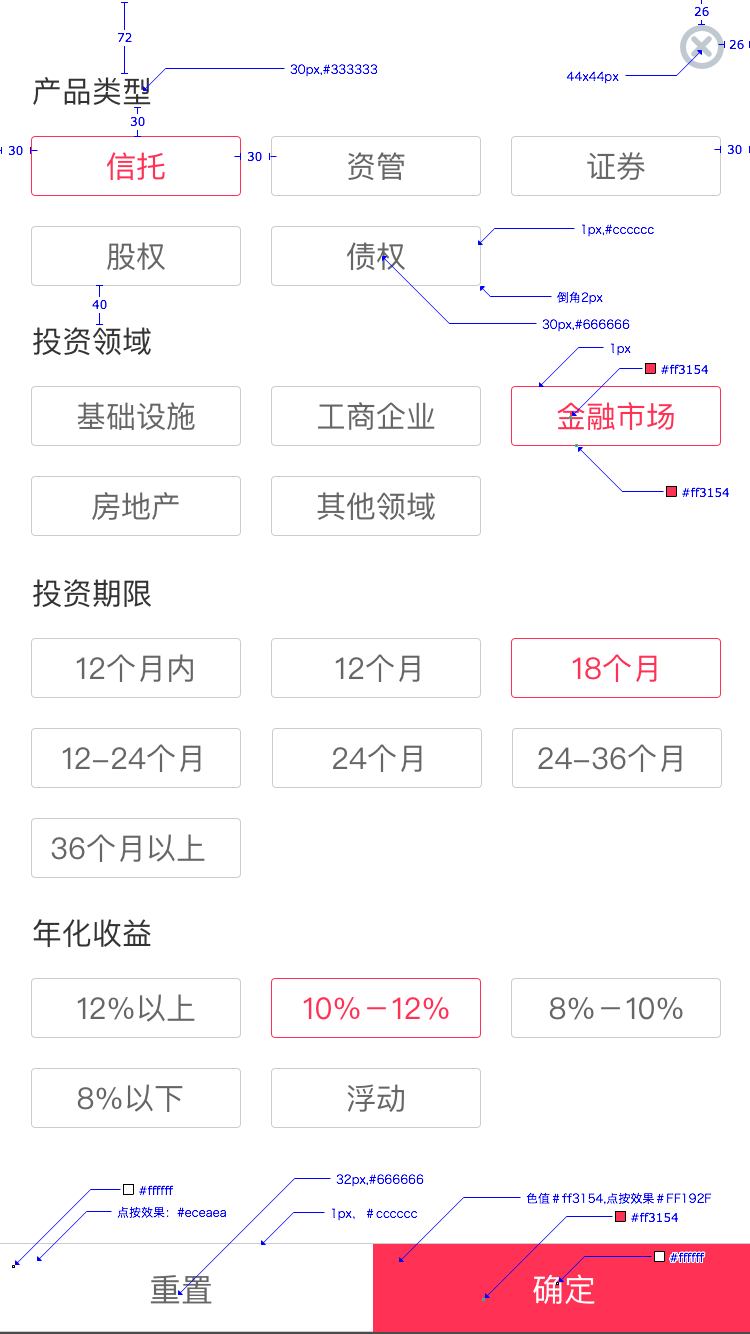 26
72
26
30px,#333333
44x44px
产品类型
30
30
30
30
信托
资管
证券
1px,#cccccc
股权
债权
倒角2px
40
30px,#666666
投资领域
1px
#ff3154
基础设施
工商企业
金融市场
#ff3154
房地产
其他领域
投资期限
12个月内
12个月
18个月
12-24个月
24个月
24-36个月
36个月以上
年化收益
12%以上
10%-12%
8%-10%
8%以下
浮动
32px,#666666
#ffffff
色值#ff3154,点按效果#FF192F
点按效果：#eceaea
1px、#cccccc
#ff3154
#ffffff
重置
确定